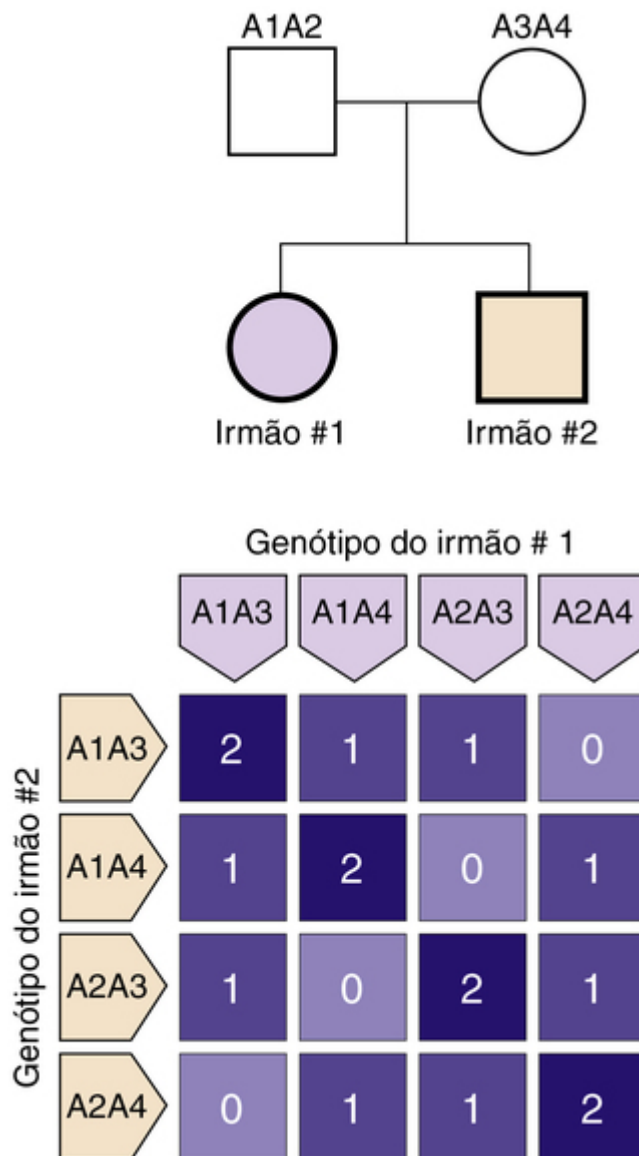 A1A2 A3A4
Irmão #1 Irmão #2
Genótipo do irmão # 1
A1A3 A1A4 A2A3 A2A4
Genótipo do irmão #2
A1A3 2 1 1 0
A1A4 1 2 0 1
A2A3 1 0 2 1
A2A4 0 1 1 2